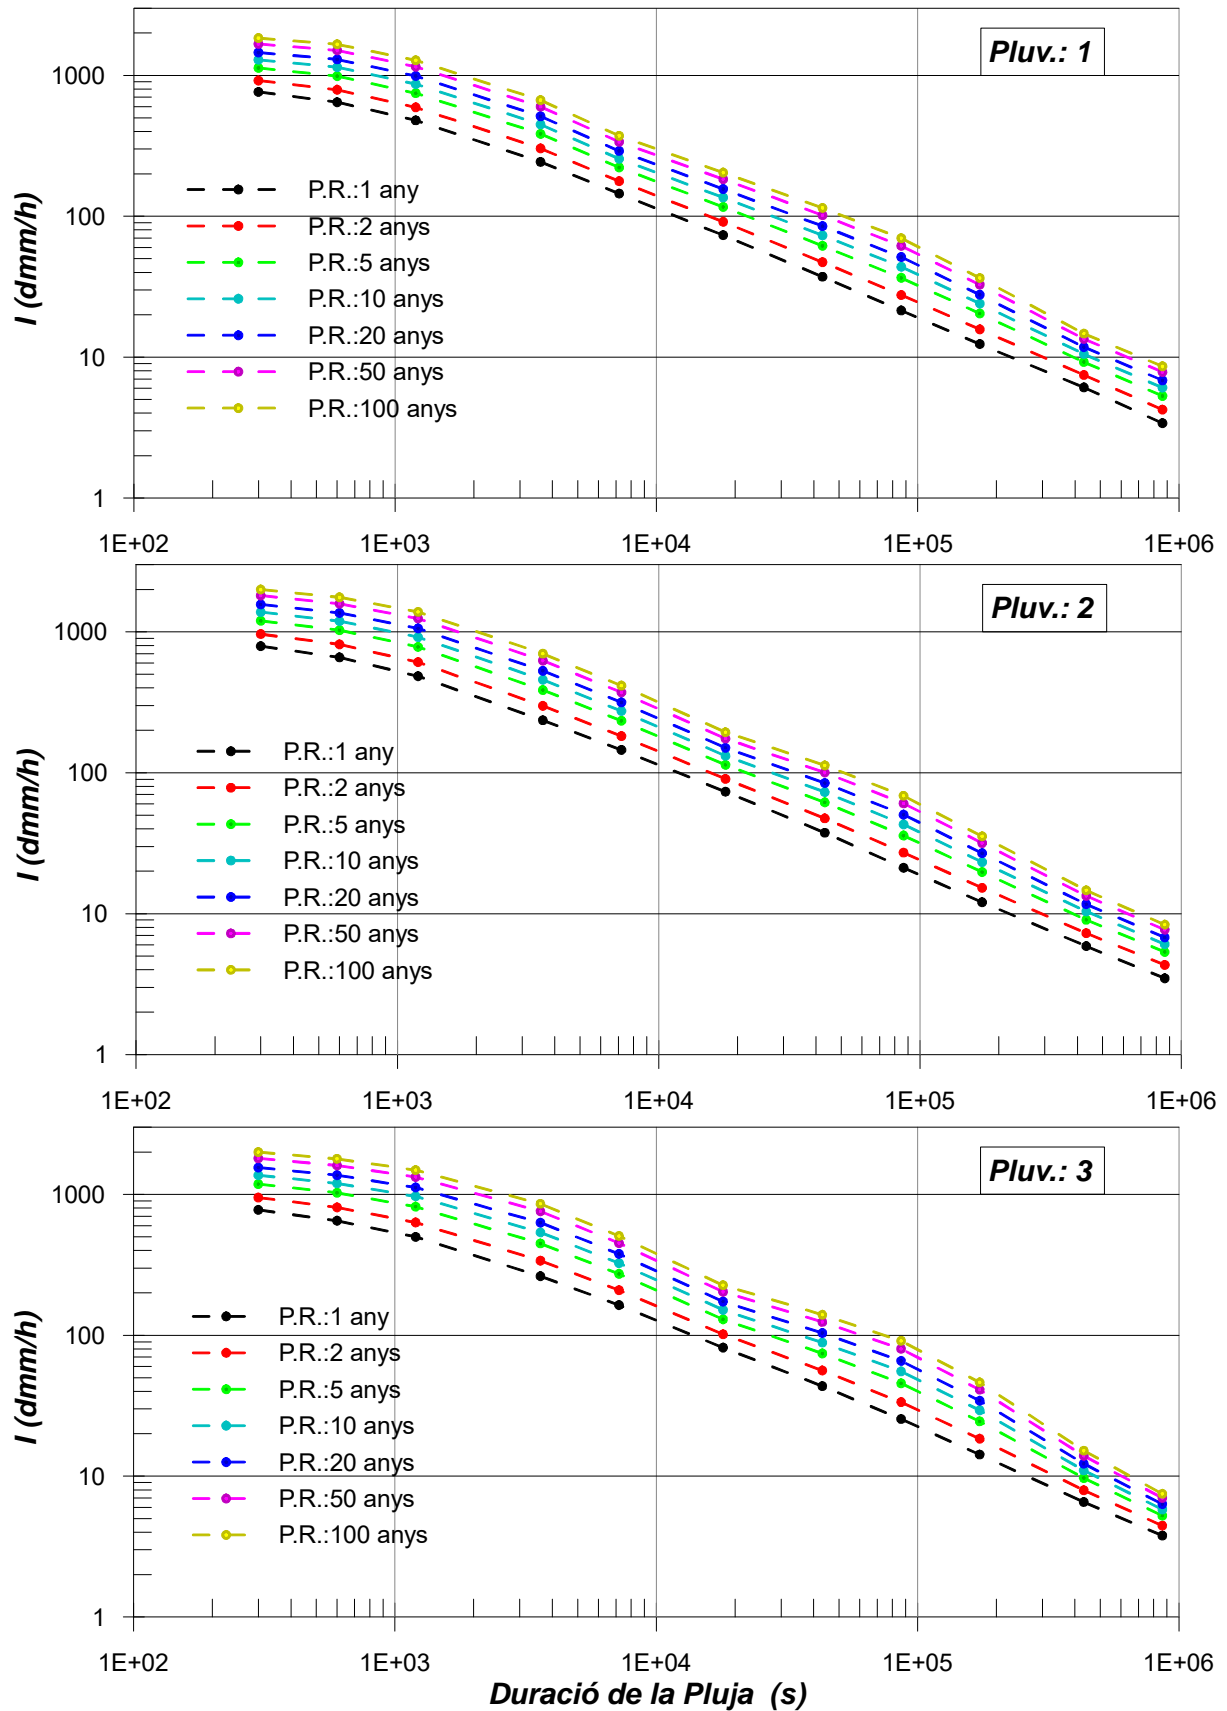 Pluv.: 1
1000
100
10
1
I (dmm/h)
P.R.:1 any
P.R.:2 anys
P.R.:5 anys
P.R.:10 anys
P.R.:20 anys
P.R.:50 anys
P.R.:100 anys
1E+02 1E+03 1E+04 1E+05 1E+06
Pluv.: 2
1000
100
10
1
I (dmm/h)
P.R.:1 any
P.R.:2 anys
P.R.:5 anys
P.R.:10 anys
P.R.:20 anys
P.R.:50 anys
P.R.:100 anys
1E+02 1E+03 1E+04 1E+05 1E+06
Pluv.: 3
1000
100
10
1
I (dmm/h)
P.R.:1 any
P.R.:2 anys
P.R.:5 anys
P.R.:10 anys
P.R.:20 anys
P.R.:50 anys
P.R.:100 anys
1E+02 1E+03 1E+04 1E+05 1E+06
Duració de la Pluja (s)